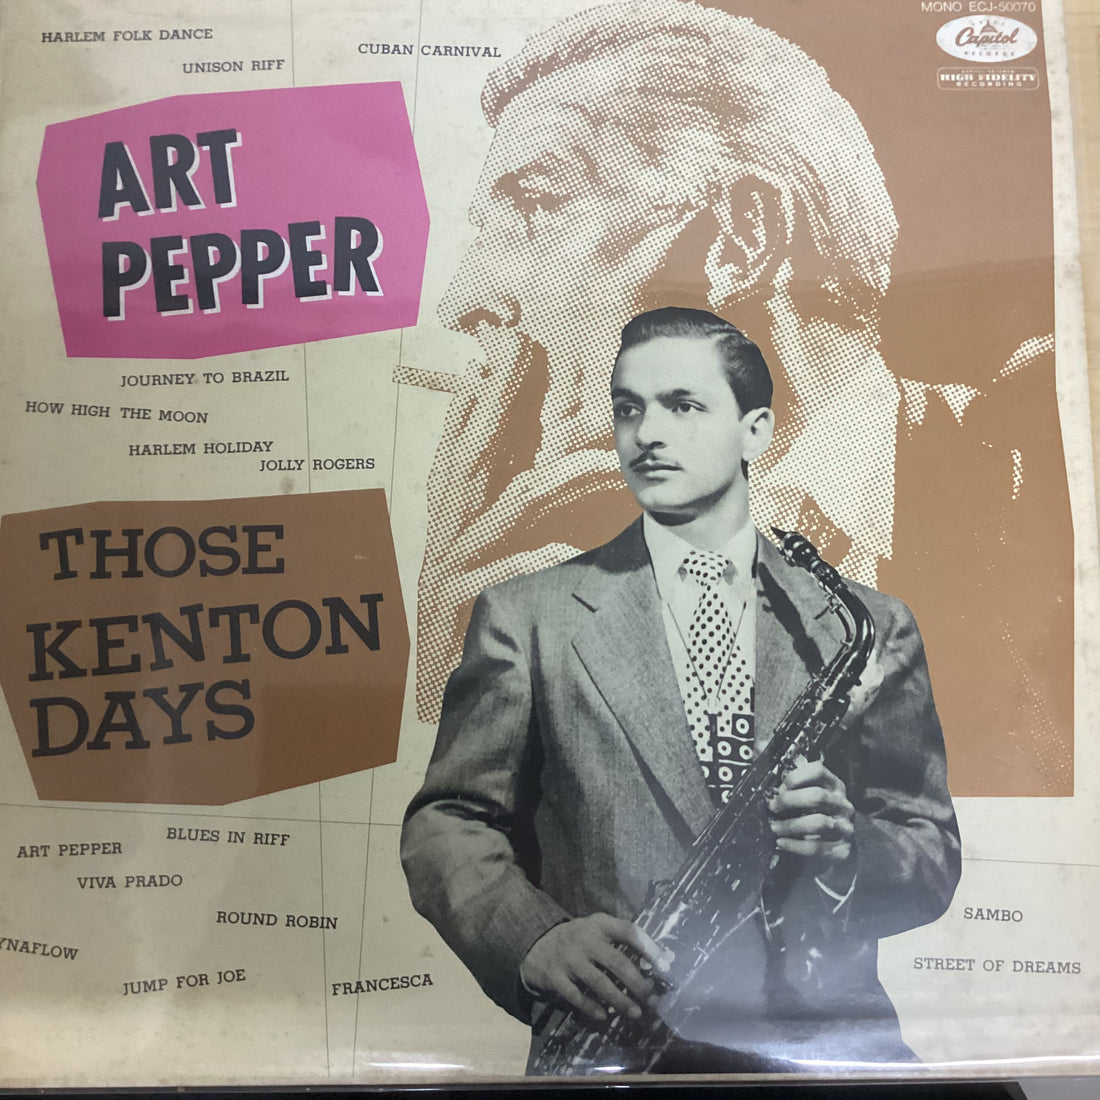 MONO ECJ-50070
Capitol
RECORDS
HIGH FIDELITY
RECORDING
HARLEM FOLK DANCE
UNISON RIFF
CUBAN CARNIVAL
ART
PEPPER
JOURNEY TO BRAZIL
HOW HIGH THE MOON
HARLEM HOLIDAY
JOLLY ROGERS
THOSE
KENTON
DAYS
BLUES IN RIFF
ART PEPPER
VIVA PRADO
ROUND ROBIN
YNAFLOW
JUMP FOR JOE
FRANCESCA
SAMBO
STREET OF DREAMS